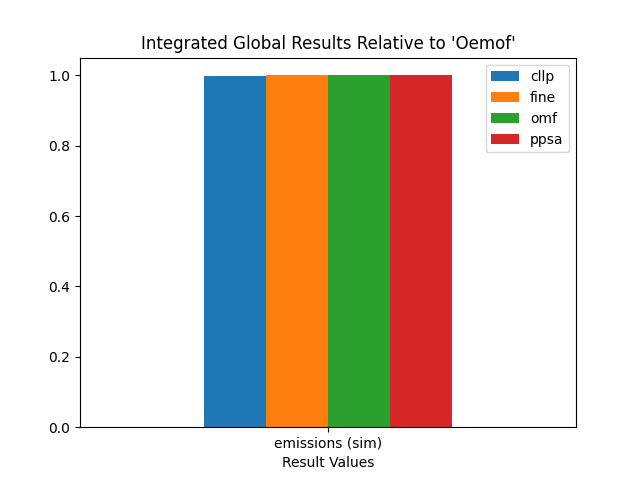 Integrated Global Results Relative to 'Oemof'
cllp
fine
omf
ppsa
1.0
0.8
0.6
0.4
0.2
0.0
emissions (sim)
Result Values